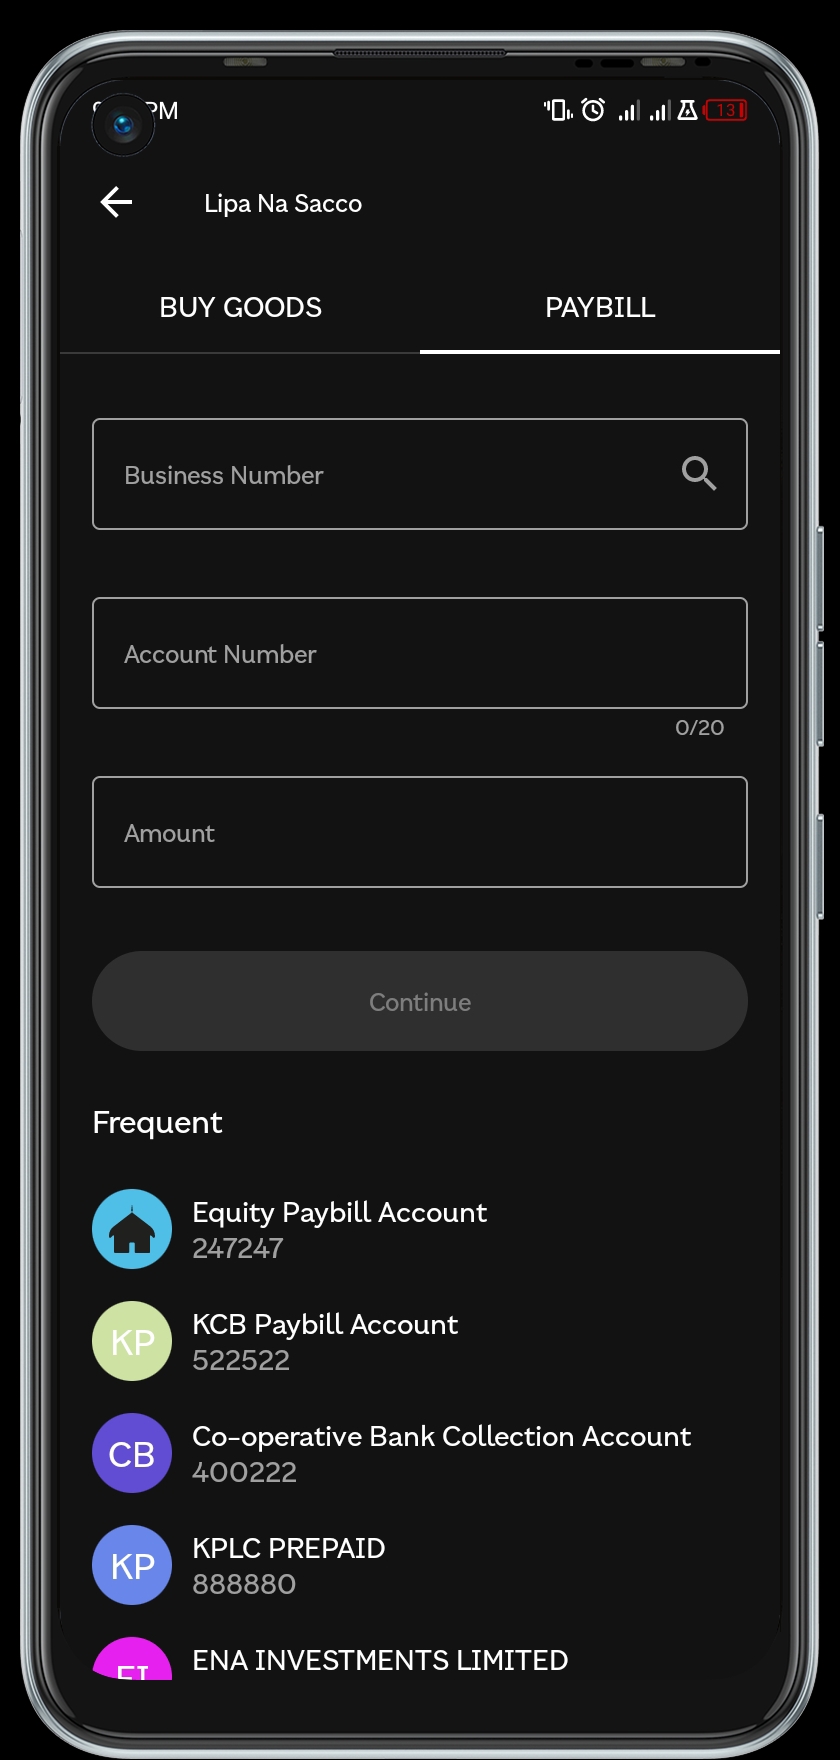 PM
13
Lipa Na Sacco
BUY GOODS
PAYBILL
Business Number
Account Number
0/20
Amount
Continue
Frequent
Equity Paybill Account
247247
KP
KCB Paybill Account
522522
CB
Co-operative Bank Collection Account
400222
KP
KPLC PREPAID
888880
EI
ENA INVESTMENTS LIMITED